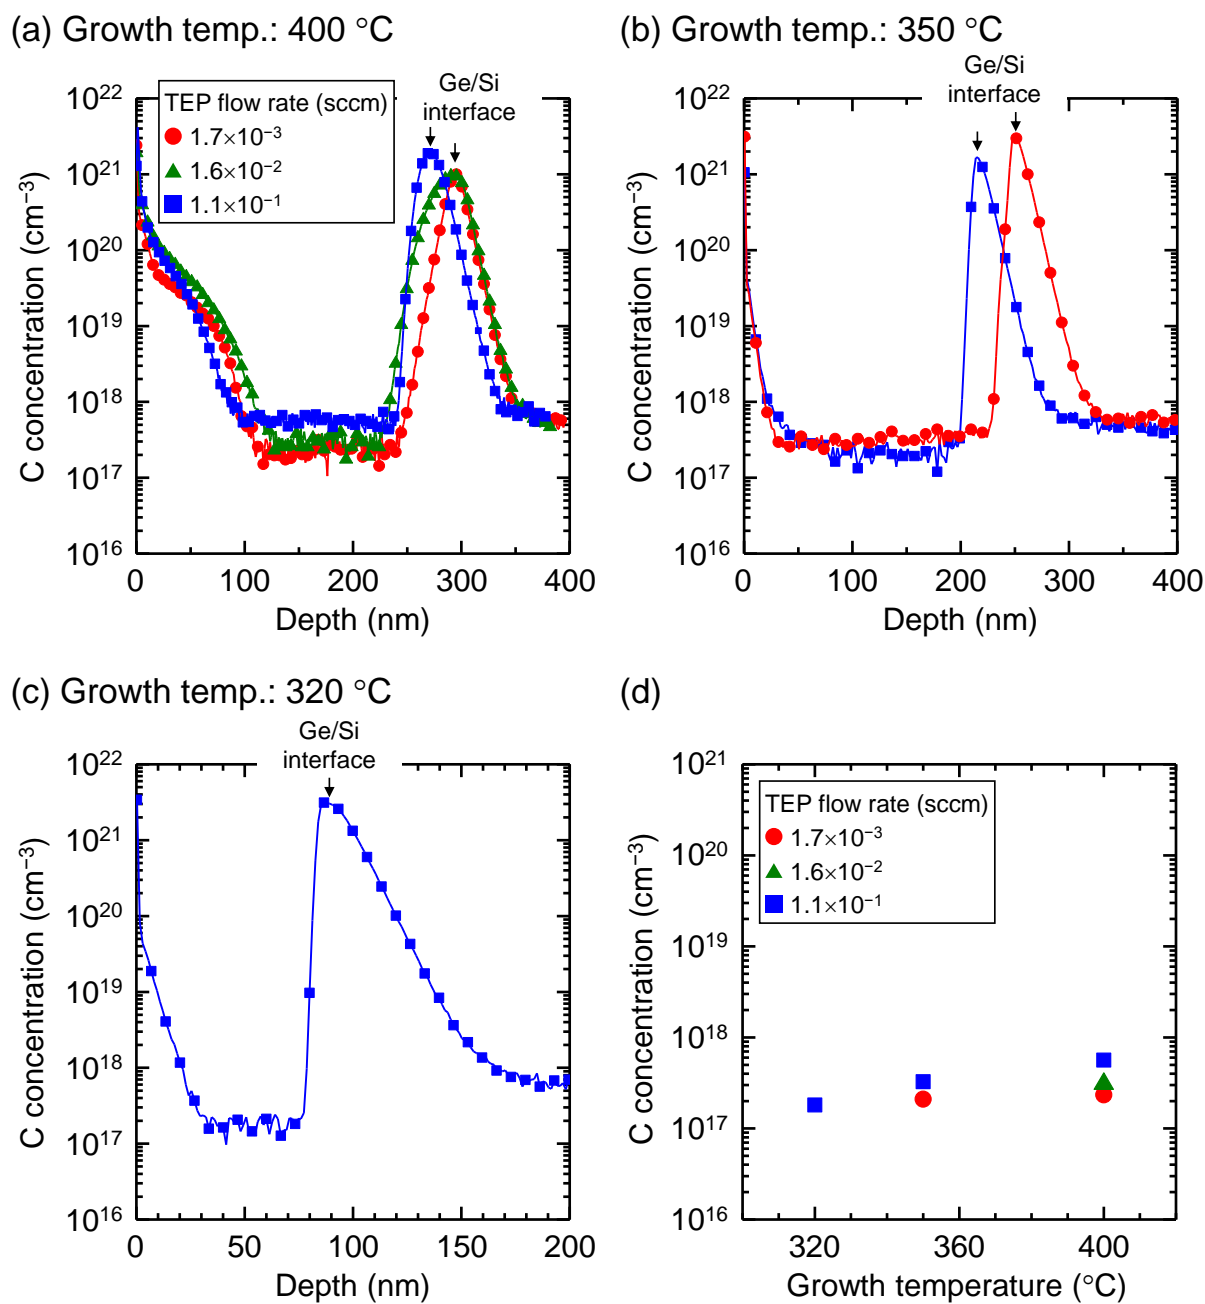 (a) Growth temp.: 400 °C
Ge/Si
interface
TEP flow rate (sccm)
1.7×10⁻³
1.6×10⁻²
1.1×10⁻¹
10²²
10²¹
10²⁰
10¹⁹
10¹⁸
10¹⁷
10¹⁶
C concentration (cm⁻³)
0 100 200 300 400
Depth (nm)
(b) Growth temp.: 350 °C
Ge/Si
interface
10²²
10²¹
10²⁰
10¹⁹
10¹⁸
10¹⁷
10¹⁶
C concentration (cm⁻³)
0 100 200 300 400
Depth (nm)
(c) Growth temp.: 320 °C
Ge/Si
interface
10²²
10²¹
10²⁰
10¹⁹
10¹⁸
10¹⁷
10¹⁶
C concentration (cm⁻³)
0 50 100 150 200
Depth (nm)
(d)
TEP flow rate (sccm)
1.7×10⁻³
1.6×10⁻²
1.1×10⁻¹
10²¹
10²⁰
10¹⁹
10¹⁸
10¹⁷
10¹⁶
C concentration (cm⁻³)
320 360 400
Growth temperature (°C)